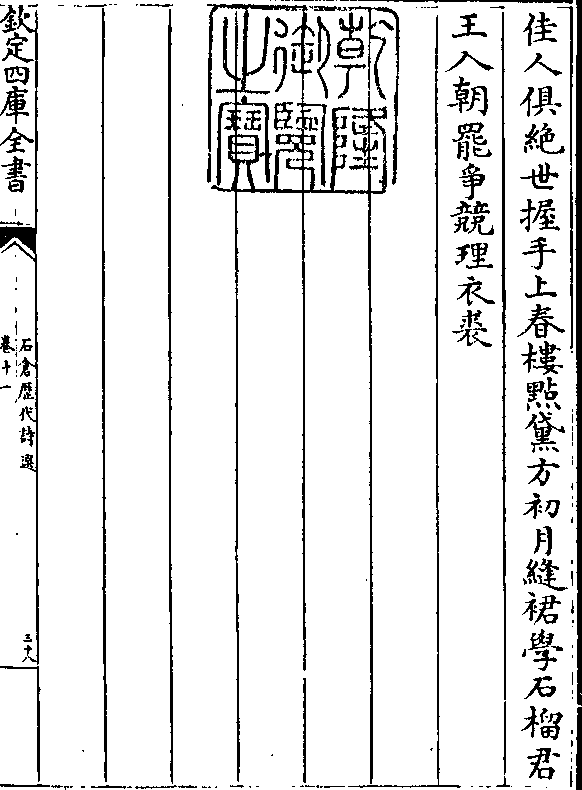 佳人俱絶世握手上春樓點黛方初月縫裙學石榴君
王入朝罷爭競理衣裘
乾隆
御覽
之寶
欽定四庫全書
石倉歷代詩選
卷十一
三十八